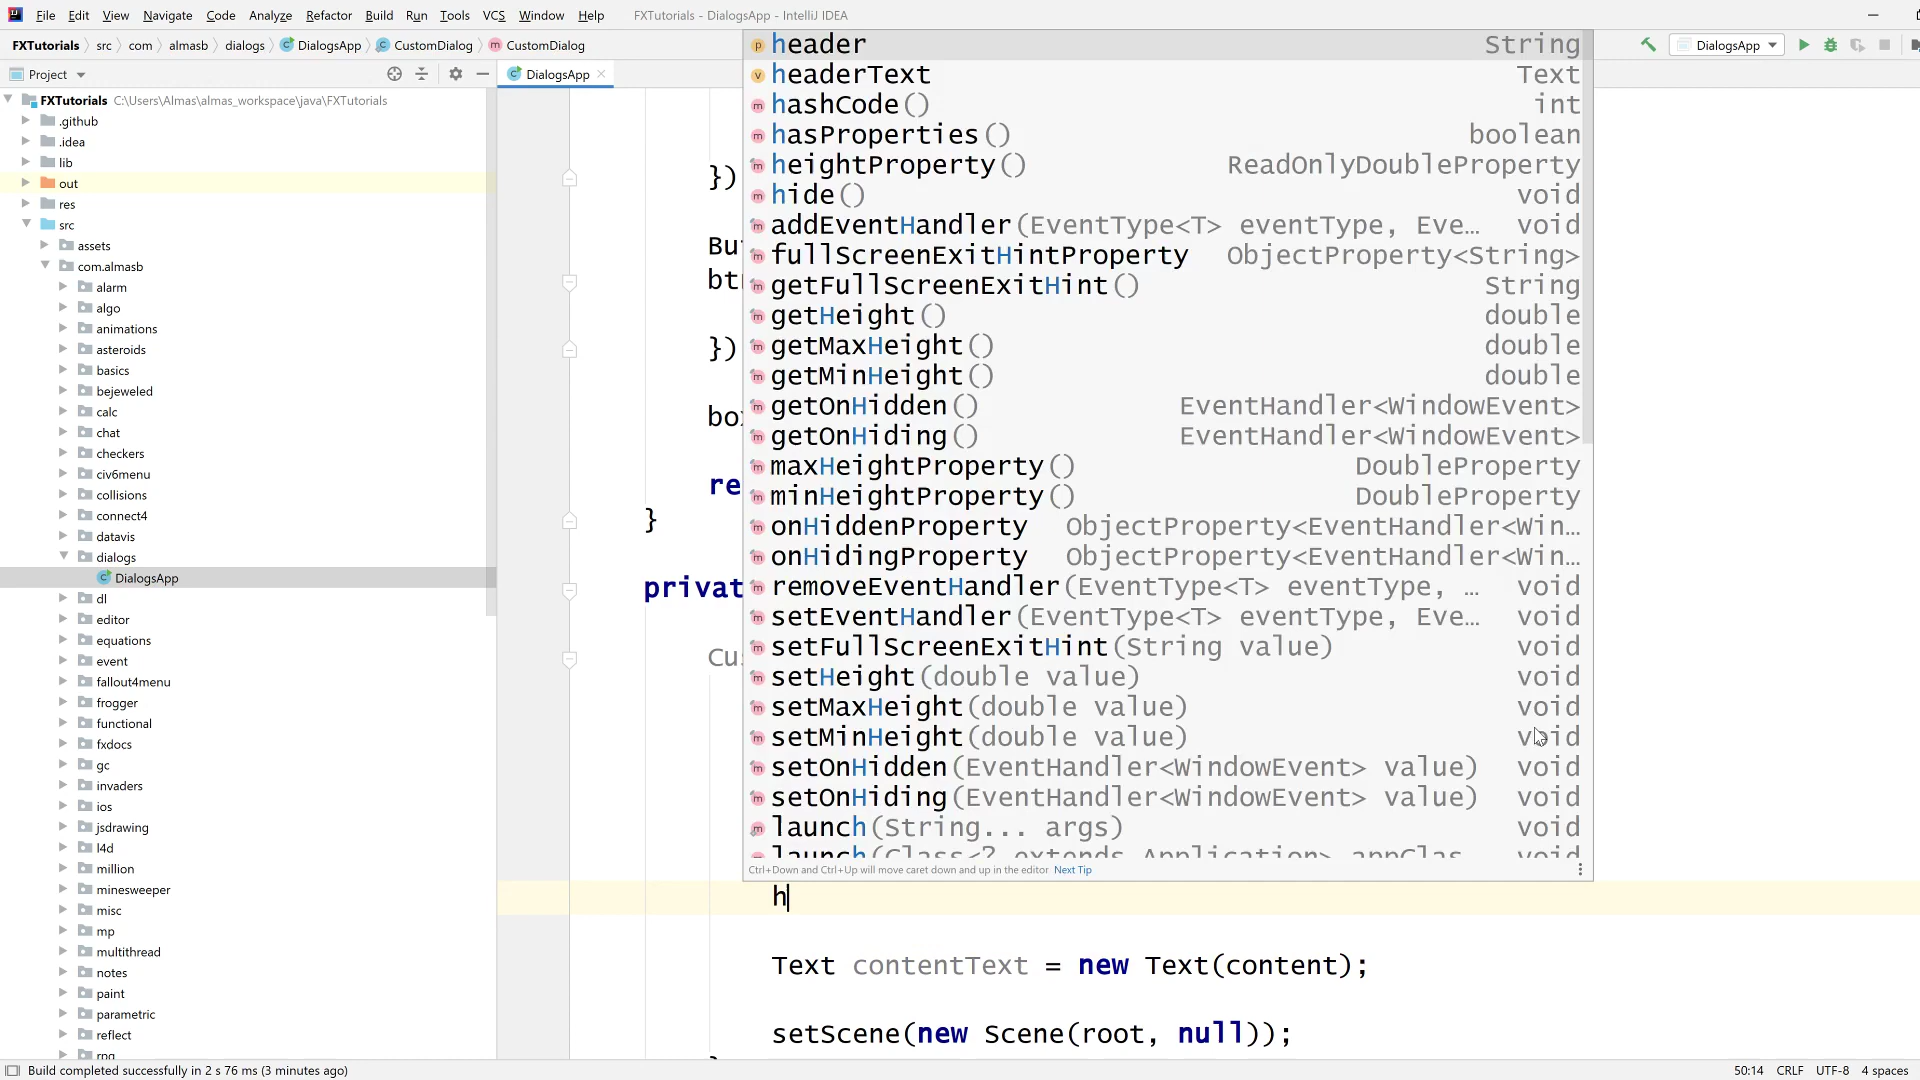 File Edit View Navigate Code Analyze Refactor Build Run Tools VCS Window Help FXTutorials - DialogsApp - IntelliJ IDEA
FXTutorials src com almasb dialogs DialogsApp CustomDialog CustomDialog DialogsApp
Project DialogsApp
FXTutorials C:\Users\Almas\almas_workspace\java\FXTutorials
.github
.idea
lib
out
res
src
assets
com.almasb
alarm
algo
animations
asteroids
basics
bejeweled
calc
chat
checkers
civ6menu
collisions
connect4
datavis
dialogs
DialogsApp
dl
editor
equations
event
fallout4menu
frogger
functional
fxdocs
gc
invaders
ios
jsdrawing
l4d
million
minesweeper
misc
mp
multithread
notes
paint
parametric
reflect
rpg
})
})
re
}
privat
header String
headerText Text
hashCode() int
hasProperties() boolean
heightProperty() ReadOnlyDoubleProperty
hide() void
addEventHandler(EventType<T> eventType, Eve… void
fullScreenExitHintProperty ObjectProperty<String>
getFullScreenExitHint() String
getHeight() double
getMaxHeight() double
getMinHeight() double
getOnHidden() EventHandler<WindowEvent>
getOnHiding() EventHandler<WindowEvent>
maxHeightProperty() DoubleProperty
minHeightProperty() DoubleProperty
onHiddenProperty ObjectProperty<EventHandler<Win…
onHidingProperty ObjectProperty<EventHandler<Win…
removeEventHandler(EventType<T> eventType, … void
setEventHandler(EventType<T> eventType, Eve… void
setFullScreenExitHint(String value) void
setHeight(double value) void
setMaxHeight(double value) void
setMinHeight(double value) void
setOnHidden(EventHandler<WindowEvent> value) void
setOnHiding(EventHandler<WindowEvent> value) void
launch(String... args) void
launch(Class<? extends Application> appClas void
Ctrl+Down and Ctrl+Up will move caret down and up in the editor Next Tip
h
Text contentText = new Text(content);
setScene(new Scene(root, null));
Build completed successfully in 2 s 76 ms (3 minutes ago) 50:14 CRLF UTF-8 4 spaces